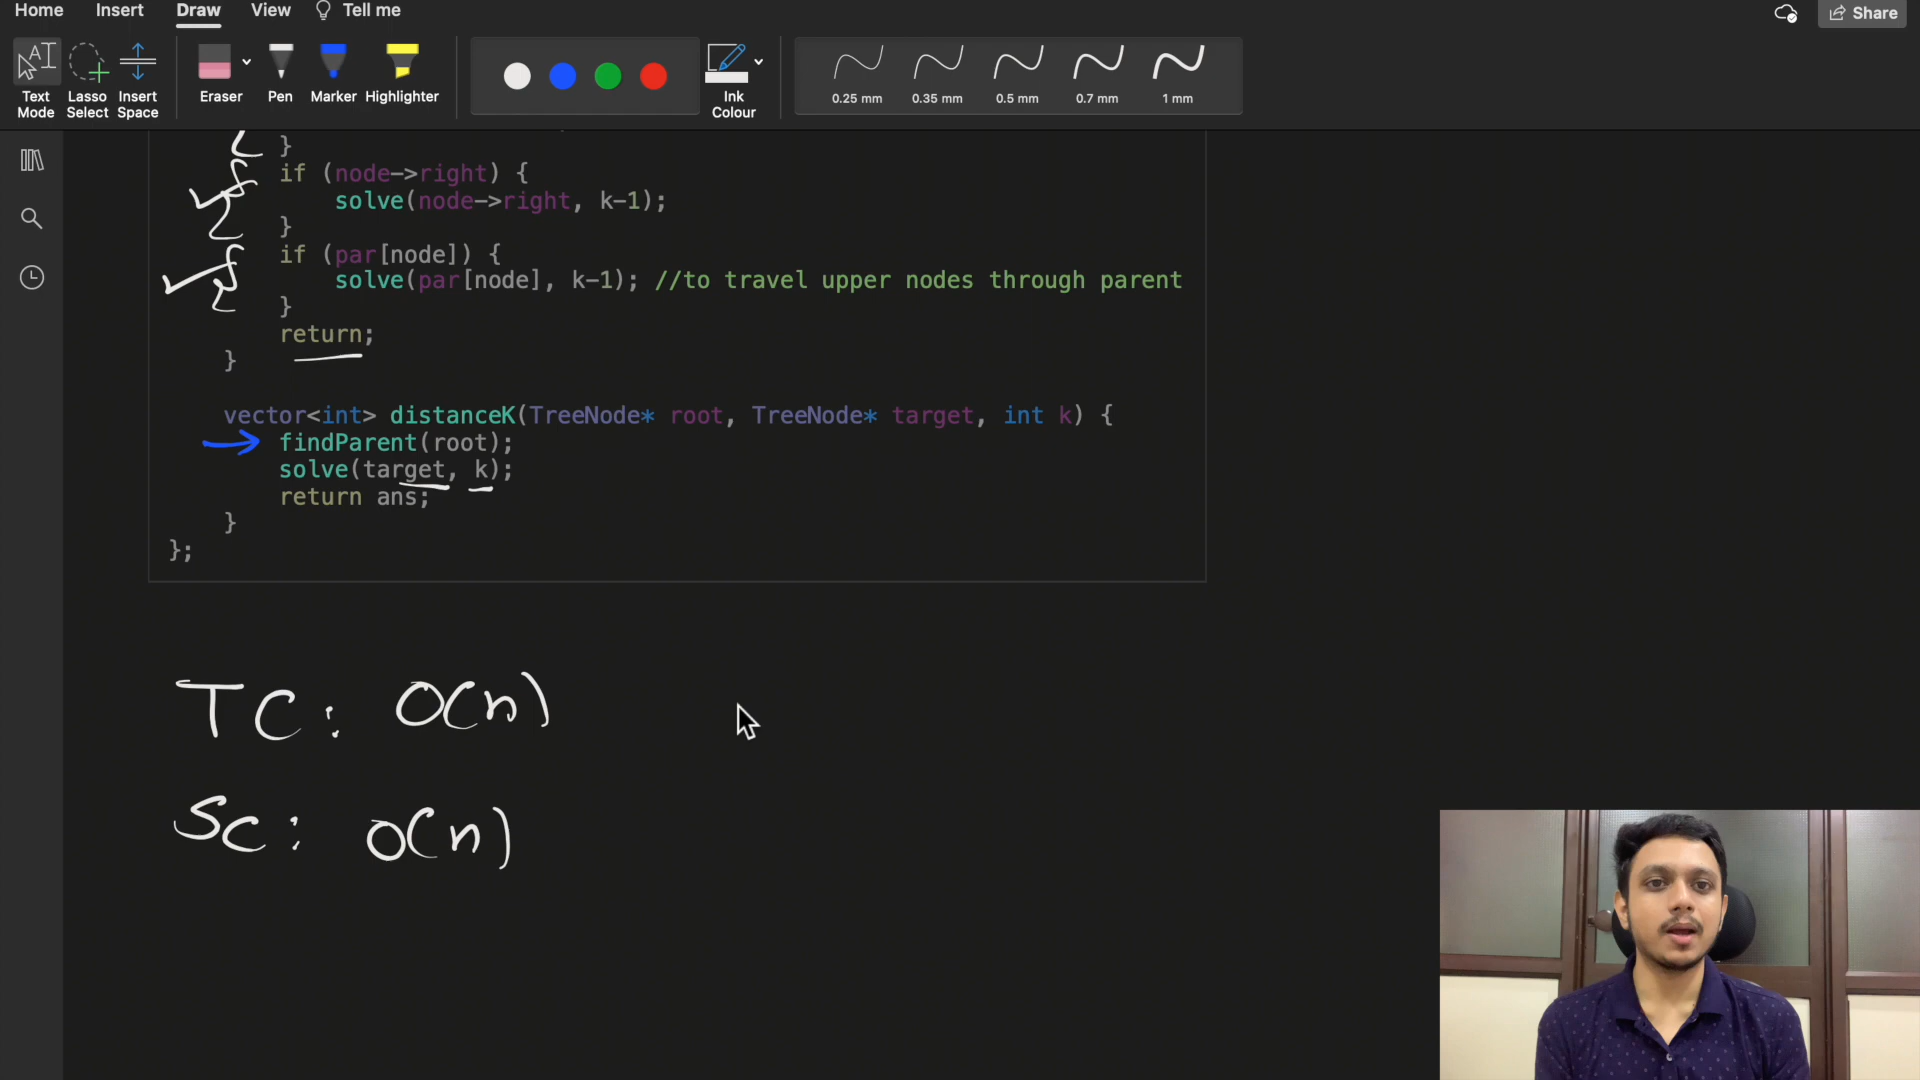 Home Insert Draw View Tell me Share
Text Mode Lasso Select Insert Space Eraser Pen Marker Highlighter Ink Colour 0.25 mm 0.35 mm 0.5 mm 0.7 mm 1 mm
}
if (node->right) {
solve(node->right, k-1);
}
if (par[node]) {
solve(par[node], k-1); //to travel upper nodes through parent
}
return;
}
vector<int> distanceK(TreeNode* root, TreeNode* target, int k) {
findParent(root);
solve(target, k);
return ans;
}
};
TC: O(n)
SC: O(n)